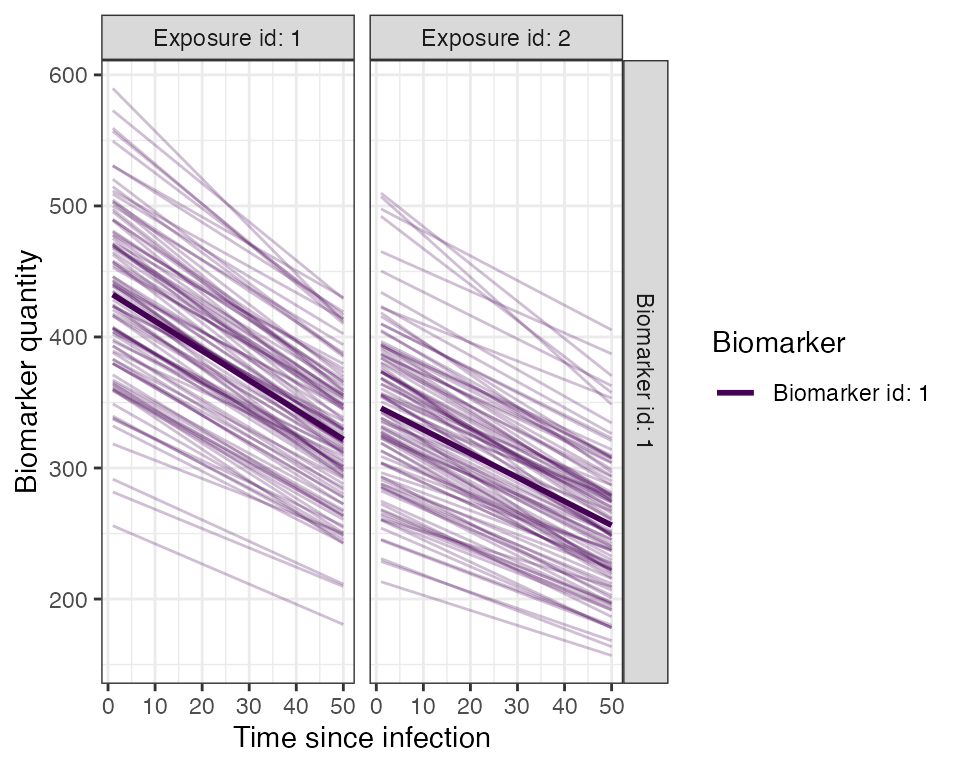 Exposure id: 1
Exposure id: 2
Biomarker quantity
600
500
400
300
200
Biomarker id: 1
Biomarker
Biomarker id: 1
0 10 20 30 40 50
0 10 20 30 40 50
Time since infection